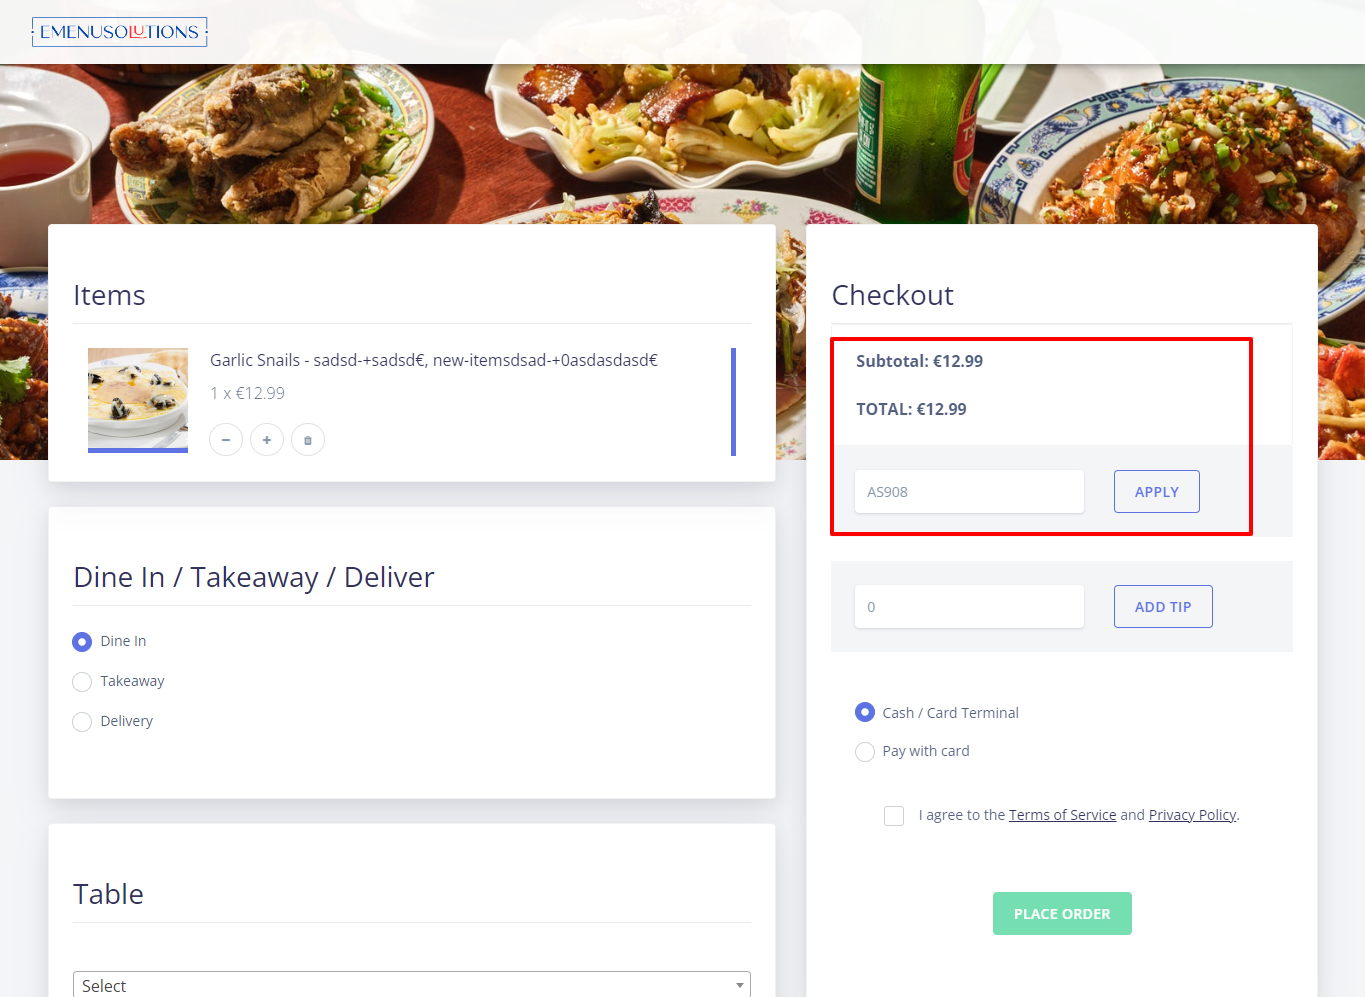 EMENUSOLUTIONS
Items
Garlic Snails - sadsd-+sadsd€, new-itemsdsad-+0asdasdasd€
1 x €12.99
Dine In / Takeaway / Deliver
Dine In
Takeaway
Delivery
Table
Select
Checkout
Subtotal: €12.99
TOTAL: €12.99
AS908
APPLY
0
ADD TIP
Cash / Card Terminal
Pay with card
I agree to the Terms of Service and Privacy Policy.
PLACE ORDER